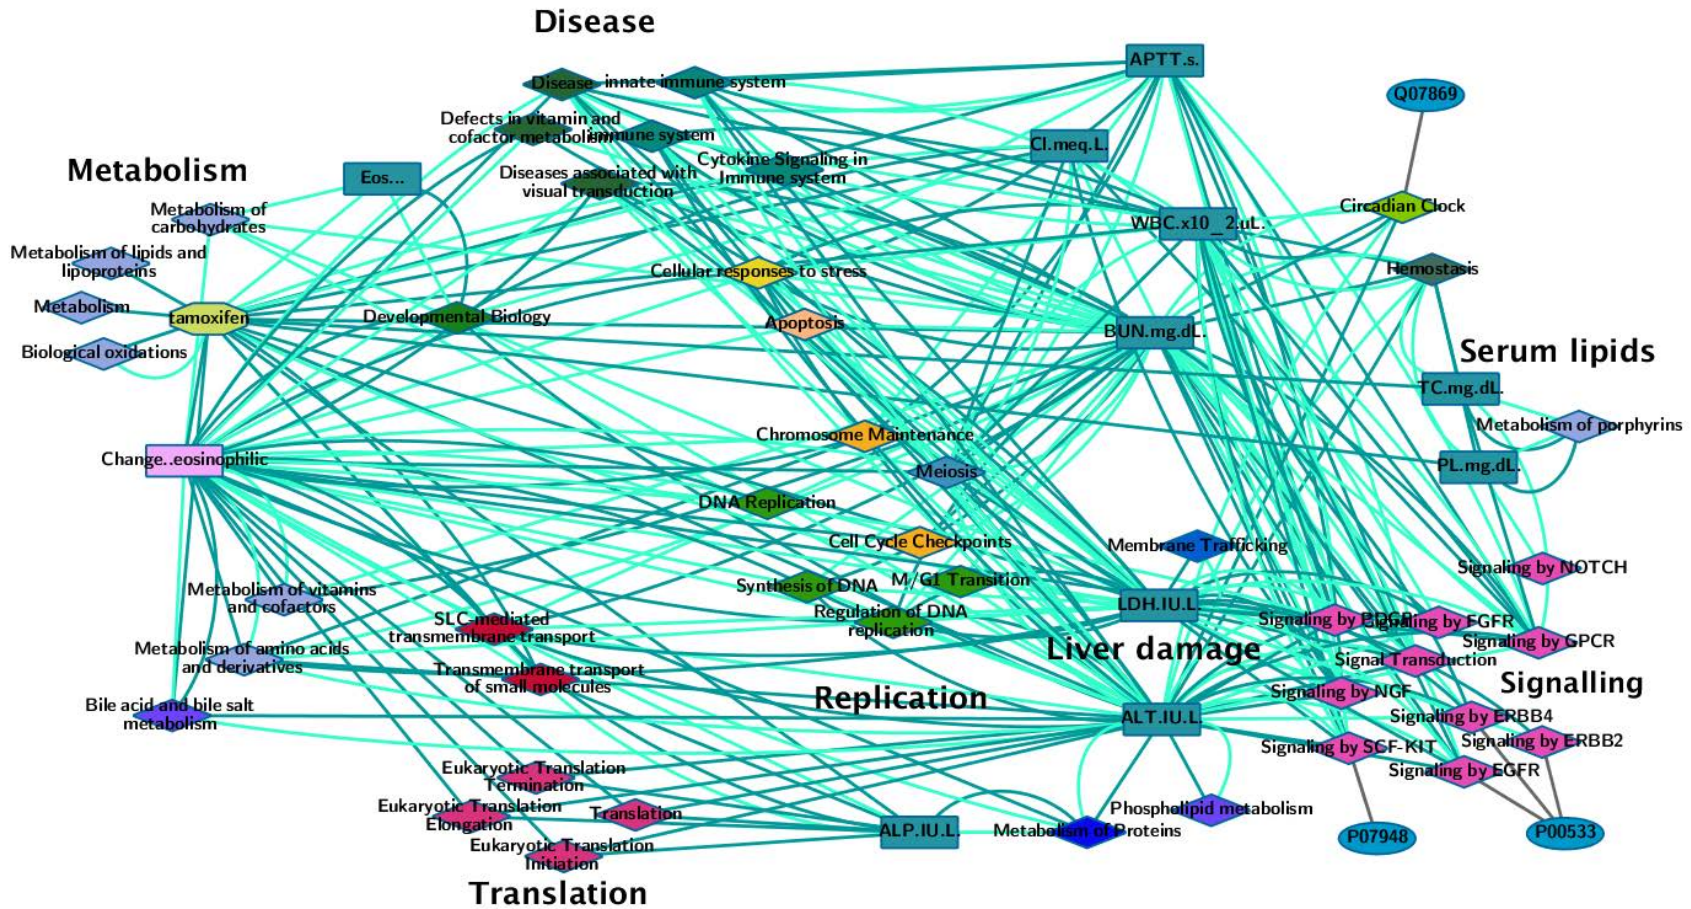 Disease
APTT.s.
Disease
innate immune system
Q07869
Defects in vitamin and
cofactor metabolism
immune system
Cl.meq.L.
Metabolism
Eos...
Cytokine Signaling in
Immune system
Diseases associated with
visual transduction
Metabolism of
carbohydrates
Circadian Clock
WBC.x10_2.uL.
Metabolism of lipids and
lipoproteins
Cellular responses to stress
Hemostasis
Metabolism
tamoxifen
Developmental Biology
Apoptosis
BUN.mg.dL.
Biological oxidations
Serum lipids
TC.mg.dL.
Metabolism of porphyrins
Chromosome Maintenance
Change..eosinophilic
Meiosis
PL.mg.dL.
DNA Replication
Cell Cycle Checkpoints
Membrane Trafficking
Signaling by NOTCH
Metabolism of vitamins
and cofactors
Synthesis of DNA
M/G1 Transition
LDH.IU.L.
SLC-mediated
transmembrane transport
Regulation of DNA
replication
Signaling by PDGF
Signaling by FGFR
Signaling by GPCR
Liver damage
Metabolism of amino acids
and derivatives
Signal Transduction
Transmembrane transport
of small molecules
Signalling
Replication
Signaling by NGF
Bile acid and bile salt
metabolism
ALT.IU.L.
Signaling by ERBB4
Signaling by SCF-KIT
Signaling by ERBB2
Signaling by EGFR
Eukaryotic Translation
Termination
Eukaryotic Translation
Elongation
Translation
Phospholipid metabolism
ALP.IU.L.
Metabolism of Proteins
P07948
P00533
Eukaryotic Translation
Initiation
Translation